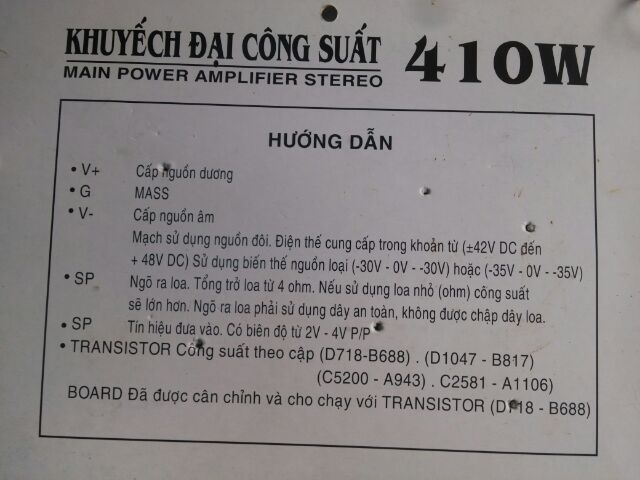 KHUYẾCH ĐẠI CÔNG SUẤT 410W
MAIN POWER AMPLIFIER STEREO
HƯỚNG DẪN
• V+ Cấp nguồn dương
• G MASS
• V- Cấp nguồn âm
Mạch sử dụng nguồn đôi. Điện thế cung cấp trong khoản từ (±42V DC đến
+ 48V DC) Sử dụng biến thế nguồn loại (-30V - 0V --30V) hoặc (-35V - 0V --35V)
• SP Ngõ ra loa. Tổng trở loa từ 4 ohm. Nếu sử dụng loa nhỏ (ohm) công suất
sẽ lớn hơn. Ngõ ra loa phải sử dụng dây an toàn, không được chập dây loa.
• SP Tín hiệu đưa vào. Có biên độ từ 2V - 4V P/P
• TRANSISTOR Công suất theo cập (D718-B688) . (D1047 - B817)
(C5200 - A943) . C2581 - A1106)
BOARD Đã được cân chỉnh và cho chạy với TRANSISTOR (D718 - B688)